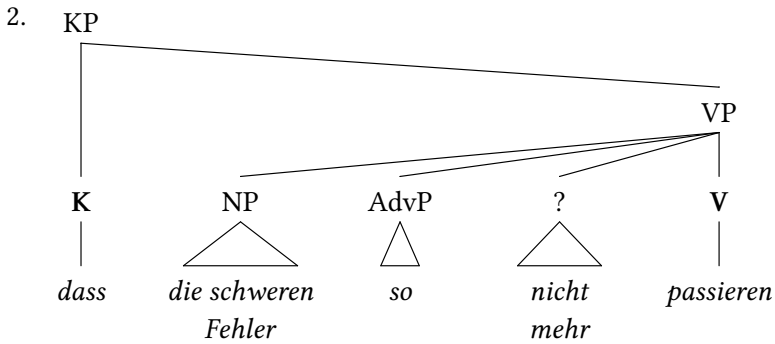 2. KP
VP
K NP AdvP ? V
dass die schweren so nicht passieren
Fehler mehr